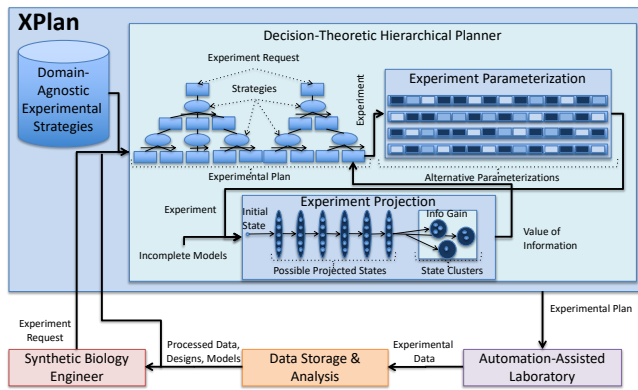 XPlan
Decision-Theoretic Hierarchical Planner
Domain-
Agnostic
Experimental
Strategies
Experiment Request
Strategies
Experimental Plan
Experiment
Experiment Parameterization
Alternative Parameterizations
Experiment
Incomplete Models
Experiment Projection
Initial
State
Info Gain
Possible Projected States
State Clusters
Value of
Information
Experimental Plan
Experiment
Request
Processed Data,
Designs, Models
Experimental
Data
Synthetic Biology
Engineer
Data Storage &
Analysis
Automation-Assisted
Laboratory